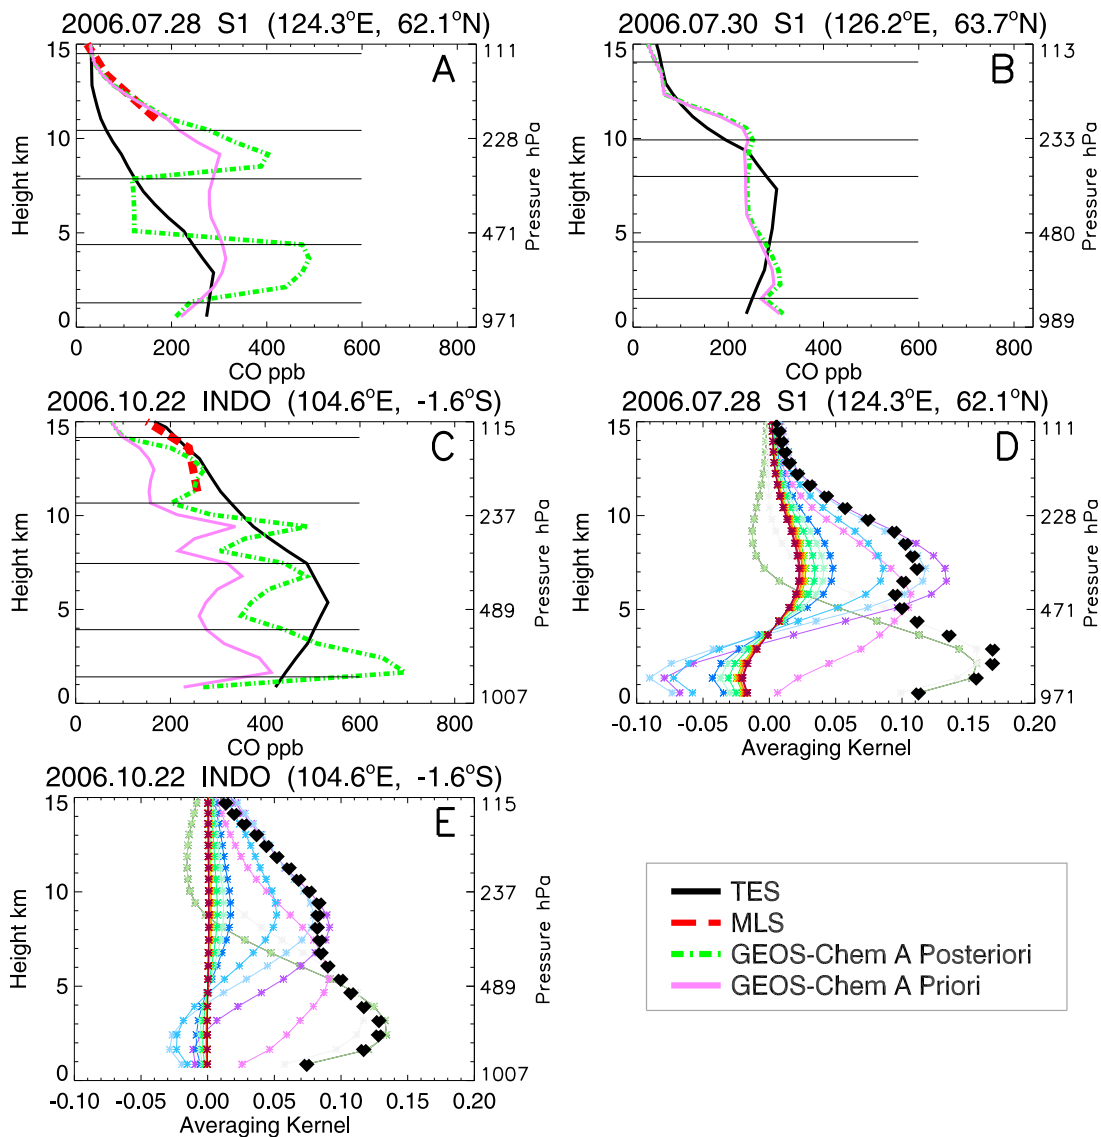 2006.07.28 S1 (124.3°E, 62.1°N)
A
Height km
15
10
5
0
111
228
471
971
Pressure hPa
0 200 400 600 800
CO ppb
2006.07.30 S1 (126.2°E, 63.7°N)
B
Height km
15
10
5
0
113
233
480
989
Pressure hPa
0 200 400 600 800
CO ppb
2006.10.22 INDO (104.6°E, -1.6°S)
C
Height km
15
10
5
0
115
237
489
1007
Pressure hPa
0 200 400 600 800
CO ppb
2006.07.28 S1 (124.3°E, 62.1°N)
D
Height km
15
10
5
0
111
228
471
971
Pressure hPa
-0.10 -0.05 0.00 0.05 0.10 0.15 0.20
Averaging Kernel
2006.10.22 INDO (104.6°E, -1.6°S)
E
Height km
15
10
5
0
115
237
489
1007
Pressure hPa
-0.10 -0.05 0.00 0.05 0.10 0.15 0.20
Averaging Kernel
TES
MLS
GEOS-Chem A Posteriori
GEOS-Chem A Priori